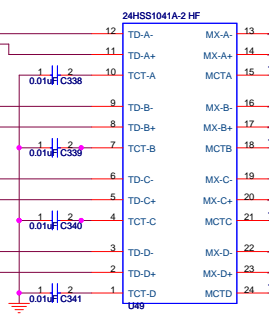 24HSS1041A-2 HF
12 TD-A- MX-A- 13
11 TD-A+ MX-A+ 14
1 2 10 TCT-A MCTA 15
0.01uF C338
9 TD-B- MX-B- 16
8 TD-B+ MX-B+ 17
1 2 7 TCT-B MCTB 18
0.01uF C339
6 TD-C- MX-C- 19
5 TD-C+ MX-C+ 20
1 2 4 TCT-C MCTC 21
0.01uF C340
3 TD-D- MX-D- 22
2 TD-D+ MX-D+ 23
1 2 1 TCT-D MCTD 24
0.01uF C341
U49